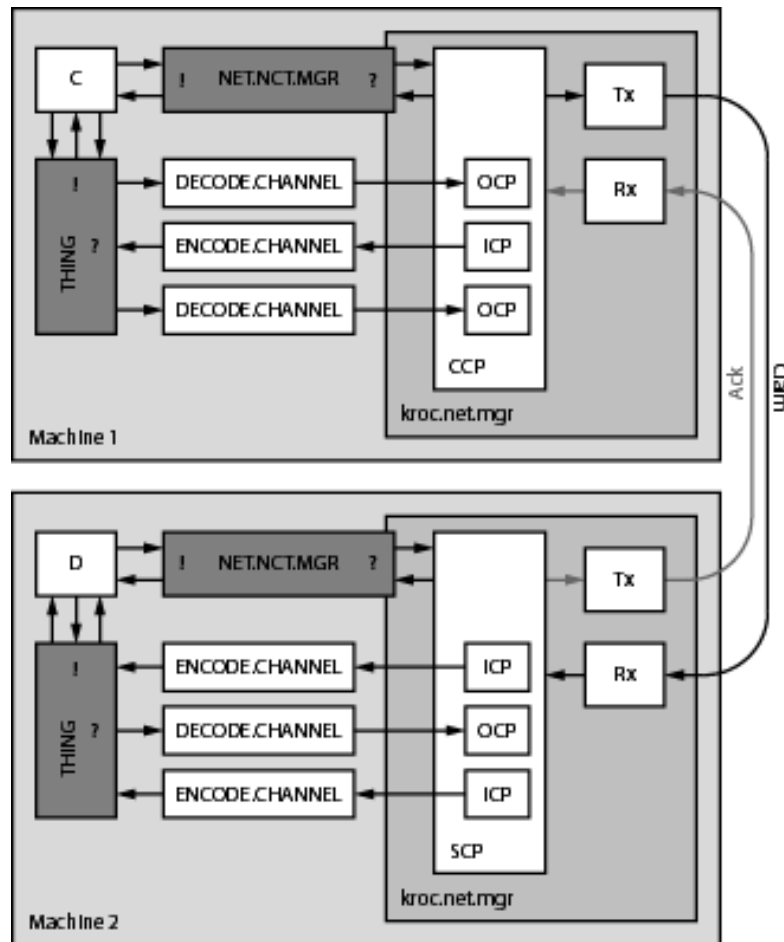 C
! NET.NCT.MGR ?
Tx
!
DECODE.CHANNEL
OCP
Rx
THING
?
ENCODE.CHANNEL
ICP
DECODE.CHANNEL
OCP
CCP
Ack
kroc.net.mgr
Machine 1
D
! NET.NCT.MGR ?
Tx
!
ENCODE.CHANNEL
ICP
Rx
THING
?
DECODE.CHANNEL
OCP
ENCODE.CHANNEL
ICP
SCP
kroc.net.mgr
Machine 2